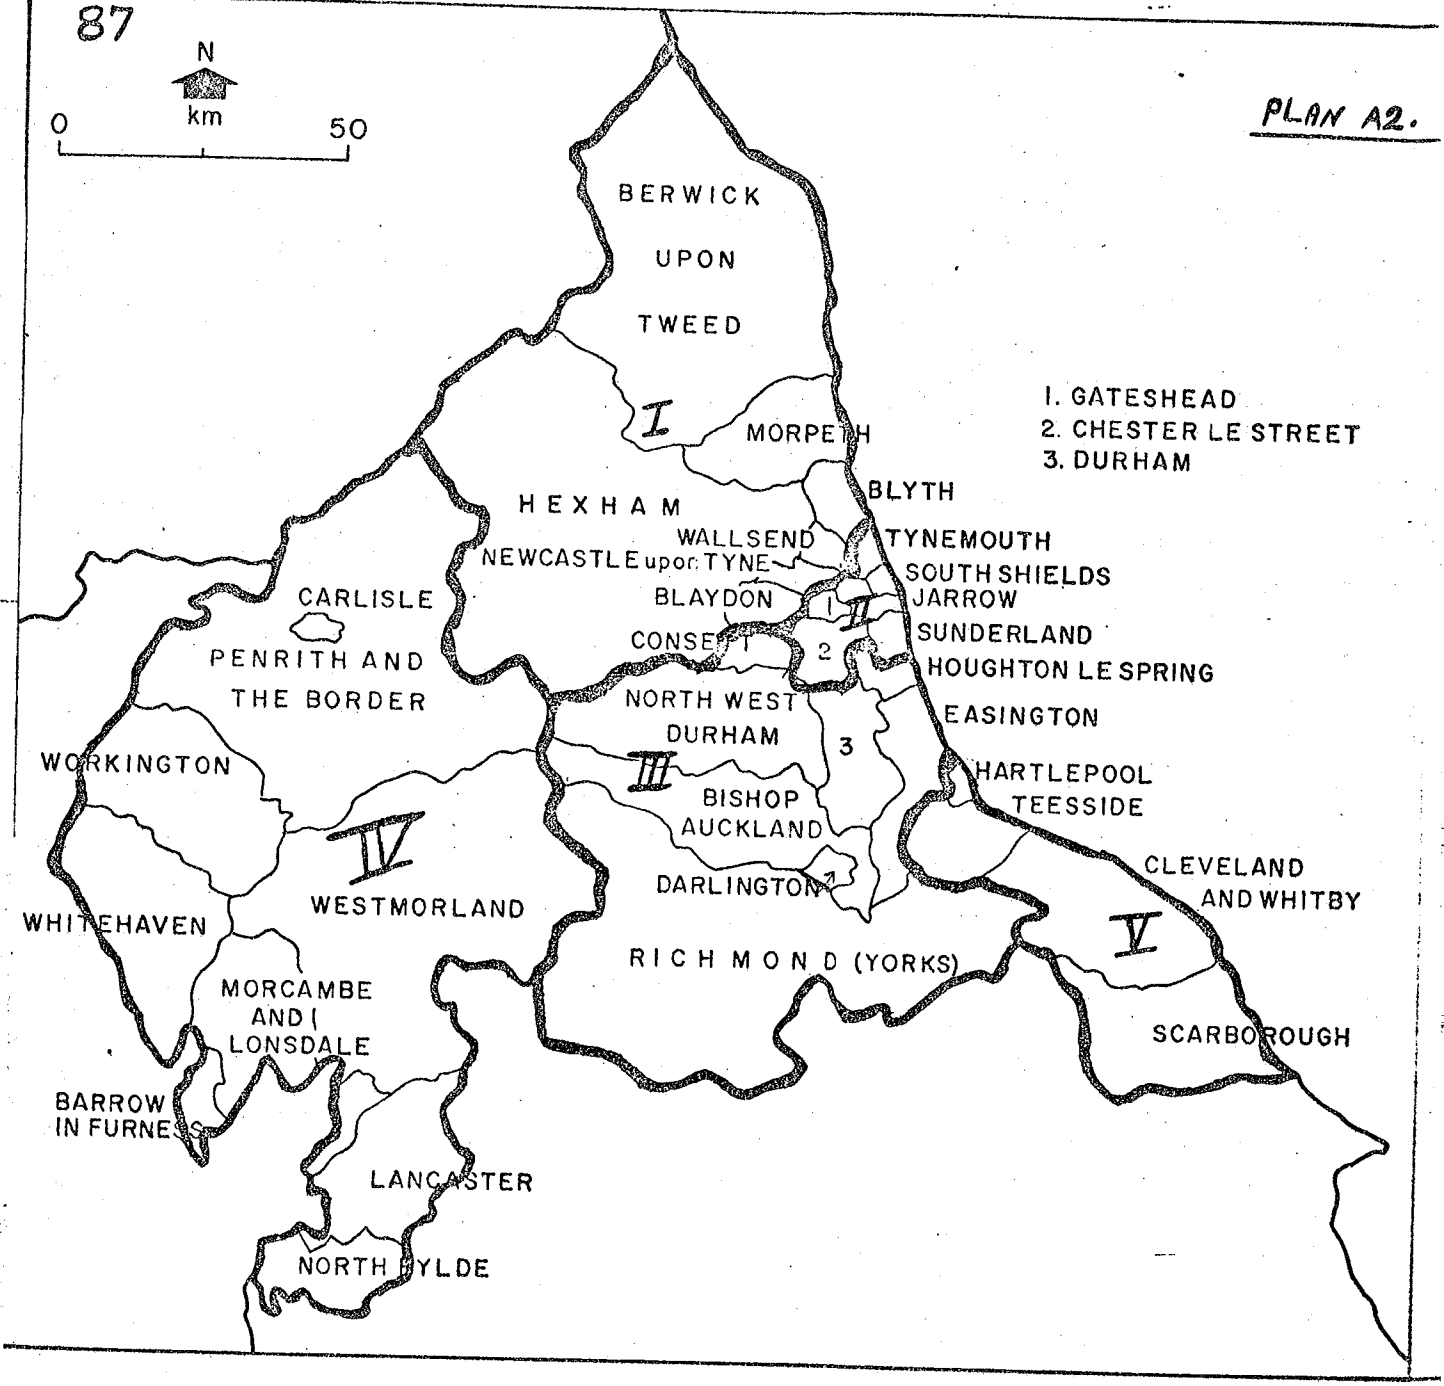 87
N
km
0 50
PLAN A2.
BERWICK
UPON
TWEED
I
MORPETH
1. GATESHEAD
2. CHESTER LE STREET
3. DURHAM
HEXHAM
BLYTH
WALLSEND
TYNEMOUTH
NEWCASTLE upon TYNE
SOUTH SHIELDS
BLAYDON
1
II
JARROW
CARLISLE
CONSETT
2
SUNDERLAND
PENRITH AND
THE BORDER
HOUGHTON LE SPRING
NORTH WEST
DURHAM
EASINGTON
3
WORKINGTON
III
HARTLEPOOL
TEESSIDE
BISHOP
AUCKLAND
IV
DARLINGTON
CLEVELAND
AND WHITBY
WHITEHAVEN
WESTMORLAND
V
RICHMOND (YORKS)
MORCAMBE
AND
LONSDALE
SCARBOROUGH
BARROW
IN FURNESS
LANCASTER
NORTH FYLDE